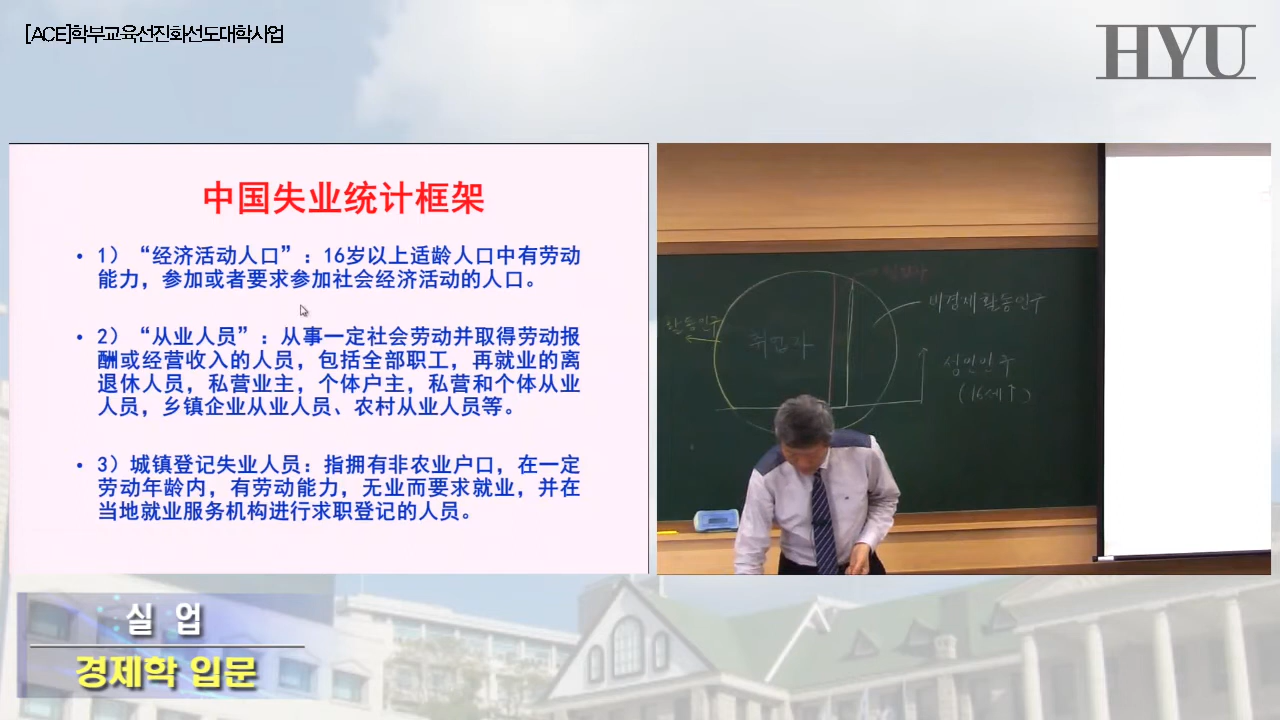 [ACE]학부교육선진화선도대학사업
HYU
中国失业统计框架
• 1）“经济活动人口”：16岁以上适龄人口中有劳动
能力，参加或者要求参加社会经济活动的人口。
• 2）“从业人员”：从事一定社会劳动并取得劳动报
酬或经营收入的人员，包括全部职工，再就业的离
退休人员，私营业主，个体户主，私营和个体从业
人员，乡镇企业从业人员、农村从业人员等。
• 3）城镇登记失业人员：指拥有非农业户口，在一定
劳动年龄内，有劳动能力，无业而要求就业，并在
当地就业服务机构进行求职登记的人员。
비경제활동인구
활동인구
취업자
성인인구
(16세↑)
실 업
경제학 입문